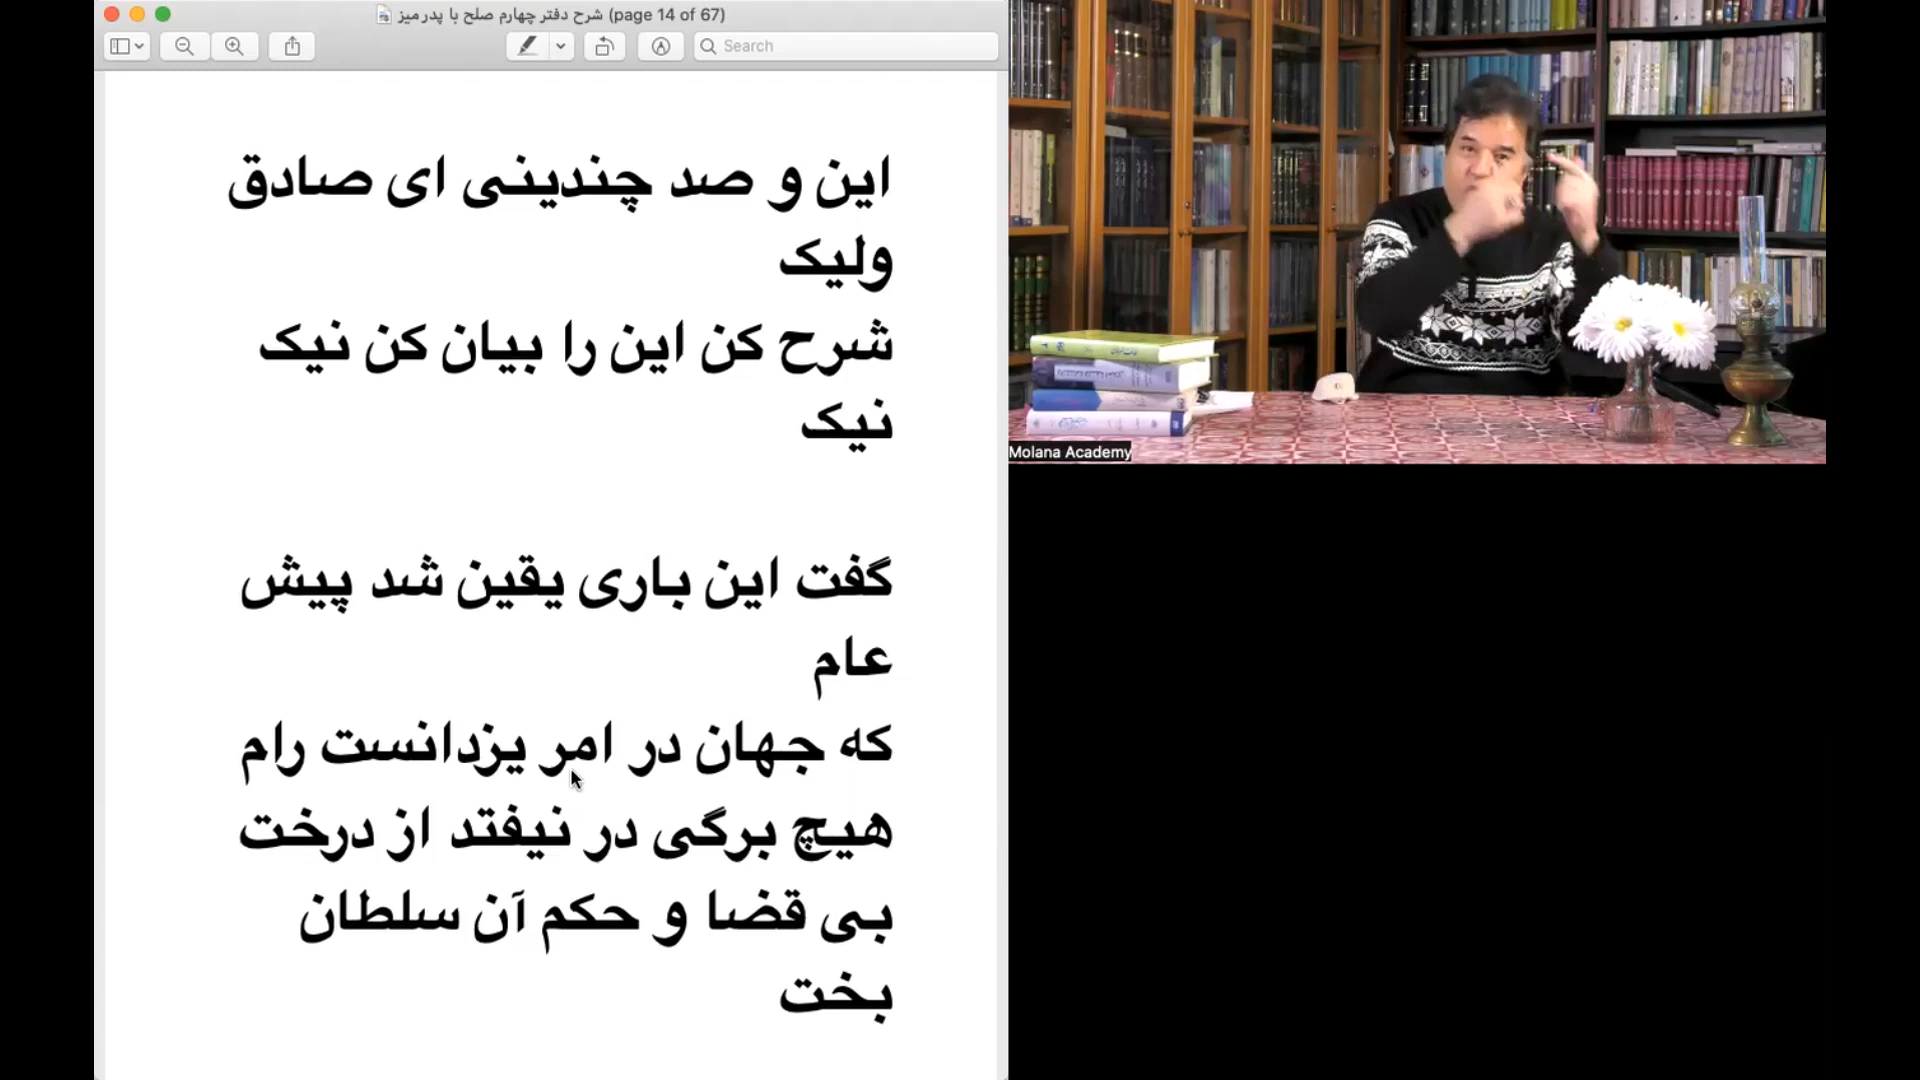 شرح دفتر چهارم صلح با پدر میز (page 14 of 67)
Search
این و صد چندینی ای صادق
ولیک
شرح کن این را بیان کن نیک
نیک
گفت این باری یقین شد پیش
عام
که جهان در امر یزدانست رام
هیچ برگی در نیفتد از درخت
بی قضا و حکم آن سلطان
بخت
Molana Academy